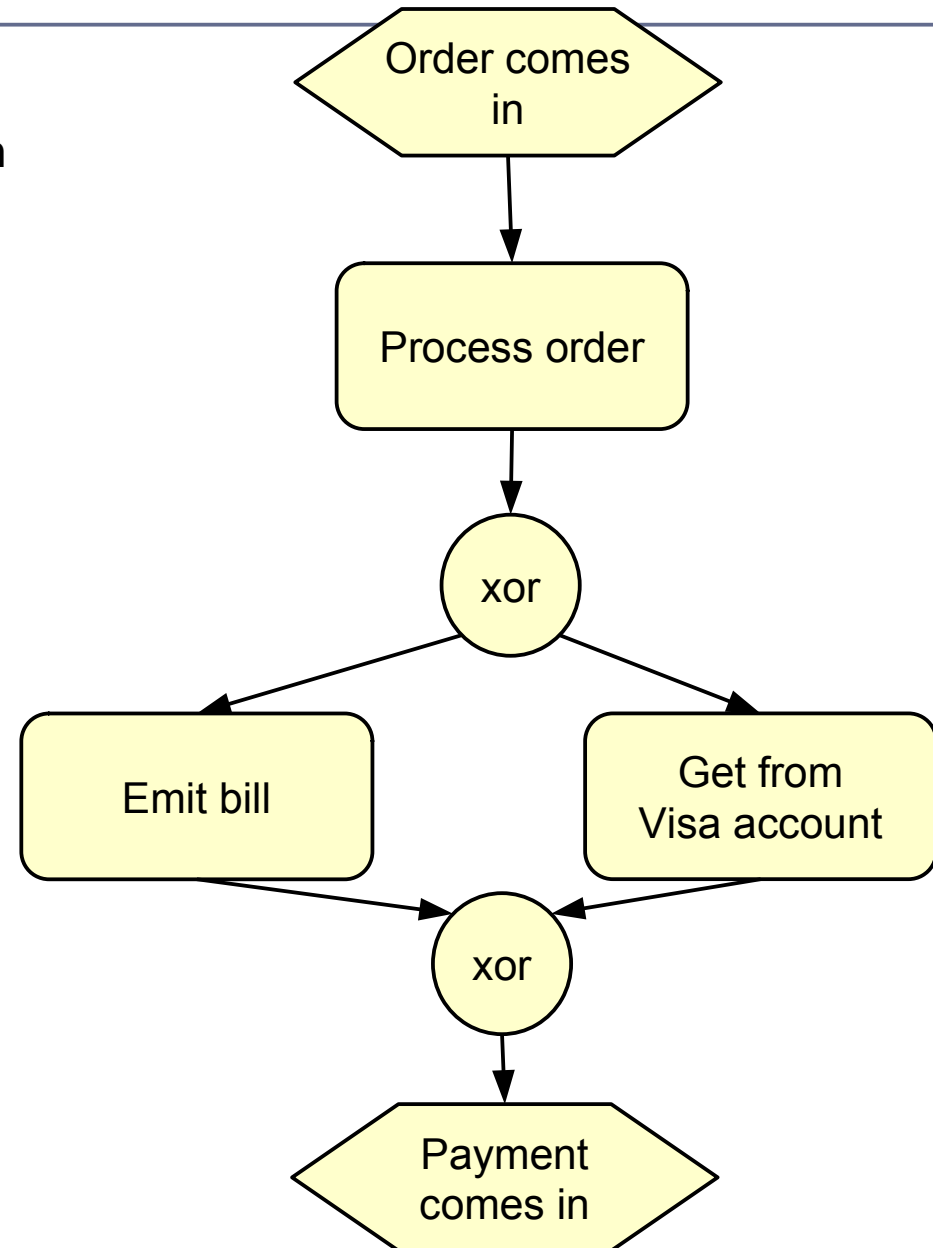 Order comes
in
Process order
xor
Emit bill
Get from
Visa account
xor
Payment
comes in